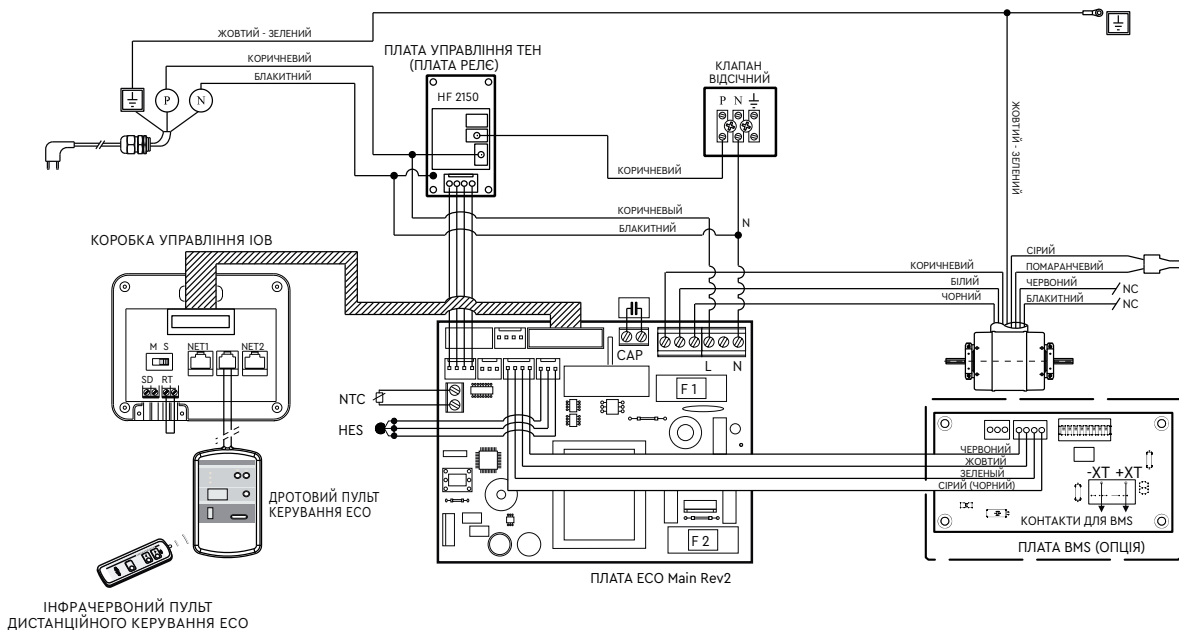 ЖОВТИЙ - ЗЕЛЕНИЙ
КОРИЧНЕВИЙ
БЛАКИТНИЙ
P
N
ПЛАТА УПРАВЛІННЯ ТЕН
(ПЛАТА РЕЛЄ)
HF 2150
КЛАПАН
ВІДСІЧНИЙ
P N
КОРИЧНЕВИЙ
КОРИЧНЕВЫЙ
БЛАКИТНИЙ
N
ЖОВТИЙ - ЗЕЛЕНИЙ
КОРОБКА УПРАВЛІННЯ ІОВ
M S
NET1
NET2
SD RT
КОРИЧНЕВИЙ
БІЛИЙ
ЧОРНИЙ
СІРИЙ
ПОМАРАНЧЕВИЙ
ЧЕРВОНИЙ
NC
БЛАКИТНИЙ
NC
CAP
L N
F 1
NTC
HES
F 2
ЧЕРВОНИЙ
ЖОВТИЙ
ЗЕЛЕНЫЙ
СІРИЙ (ЧОРНИЙ)
-XT +XT
КОНТАКТИ ДЛЯ BMS
ПЛАТА BMS (ОПЦІЯ)
ДРОТОВИЙ ПУЛЬТ
КЕРУВАННЯ ECO
ПЛАТА ECO Main Rev2
ІНФРАЧЕРВОНИЙ ПУЛЬТ
ДИСТАНЦІЙНОГО КЕРУВАННЯ ECO